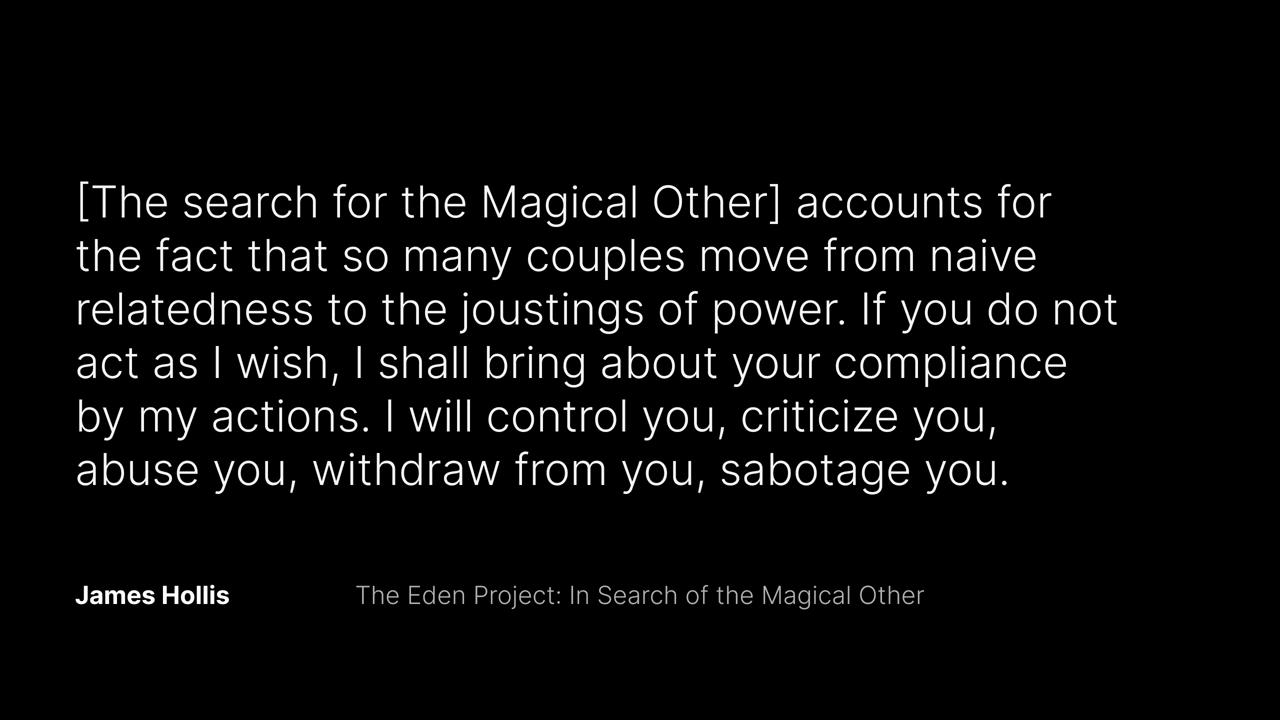 [The search for the Magical Other] accounts for
the fact that so many couples move from naive
relatedness to the joustings of power. If you do not
act as I wish, I shall bring about your compliance
by my actions. I will control you, criticize you,
abuse you, withdraw from you, sabotage you.
James Hollis The Eden Project: In Search of the Magical Other